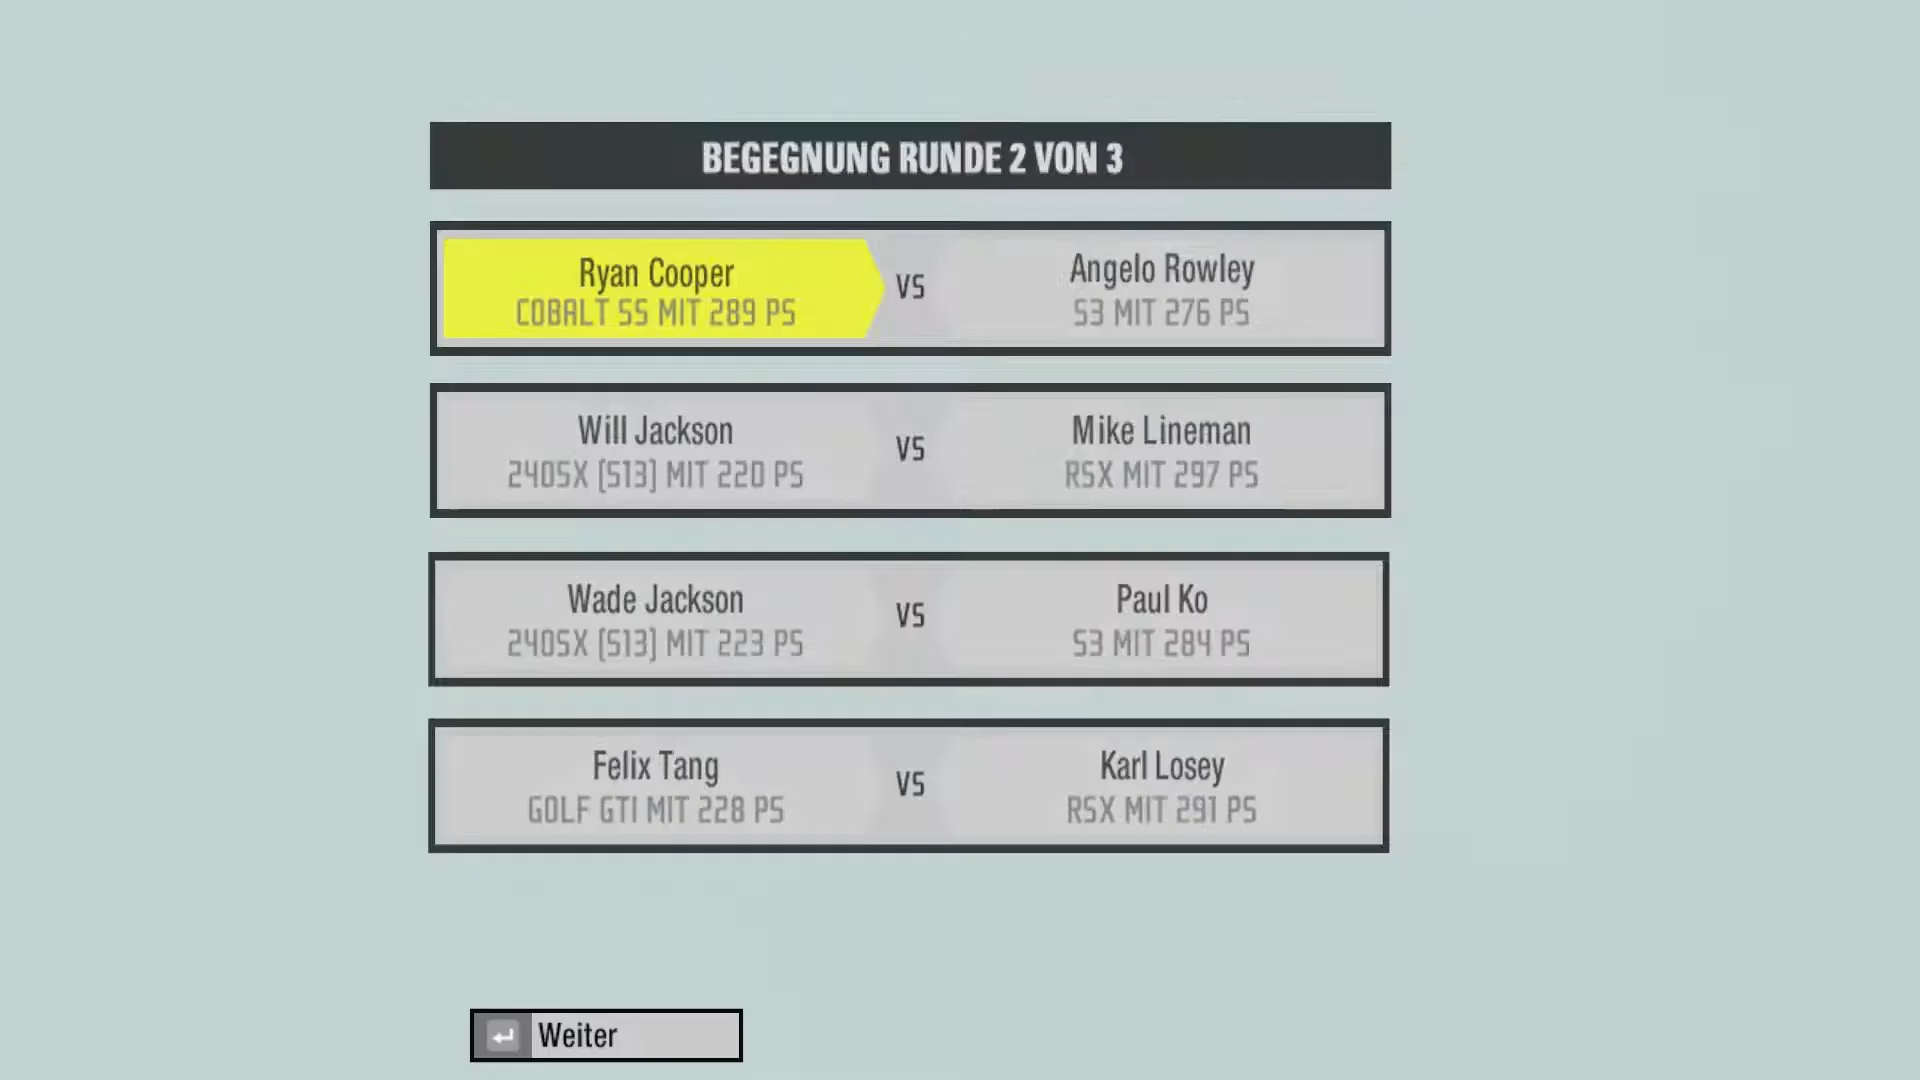 BEGEGNUNG RUNDE 2 VON 3
Ryan Cooper
COBALT SS MIT 289 PS
VS
Angelo Rowley
S3 MIT 276 PS
Will Jackson
240SX (S13) MIT 220 PS
VS
Mike Lineman
RSX MIT 297 PS
Wade Jackson
240SX (S13) MIT 223 PS
VS
Paul Ko
S3 MIT 284 PS
Felix Tang
GOLF GTI MIT 228 PS
VS
Karl Losey
RSX MIT 291 PS
Weiter